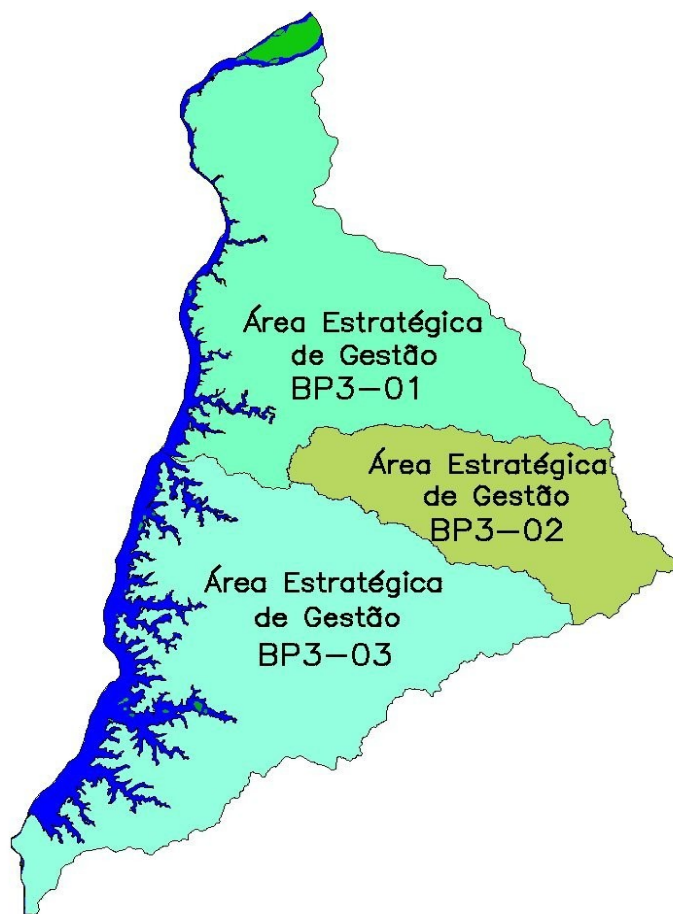 Área Estratégica
de Gestão
BP3-01
Área Estratégica
de Gestão
BP3-02
Área Estratégica
de Gestão
BP3-03